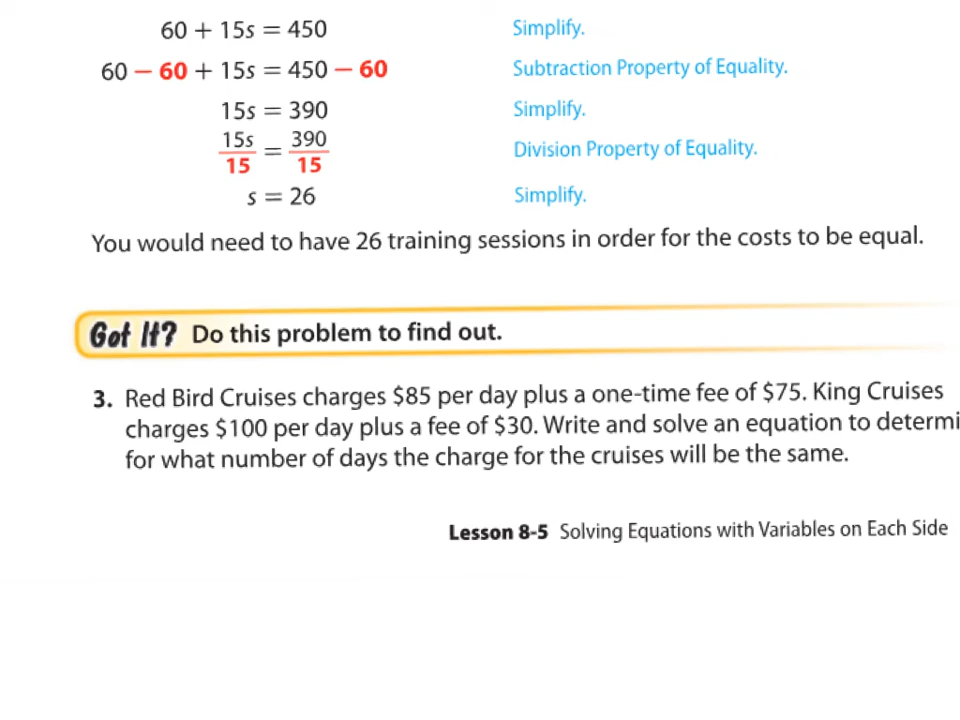 60 + 15s = 450 Simplify.
60 − 60 + 15s = 450 − 60 Subtraction Property of Equality.
15s = 390 Simplify.
15s/15 = 390/15 Division Property of Equality.
s = 26 Simplify.
You would need to have 26 training sessions in order for the costs to be equal.
Got It? Do this problem to find out.
3. Red Bird Cruises charges $85 per day plus a one-time fee of $75. King Cruises
charges $100 per day plus a fee of $30. Write and solve an equation to determi
for what number of days the charge for the cruises will be the same.
Lesson 8-5 Solving Equations with Variables on Each Side